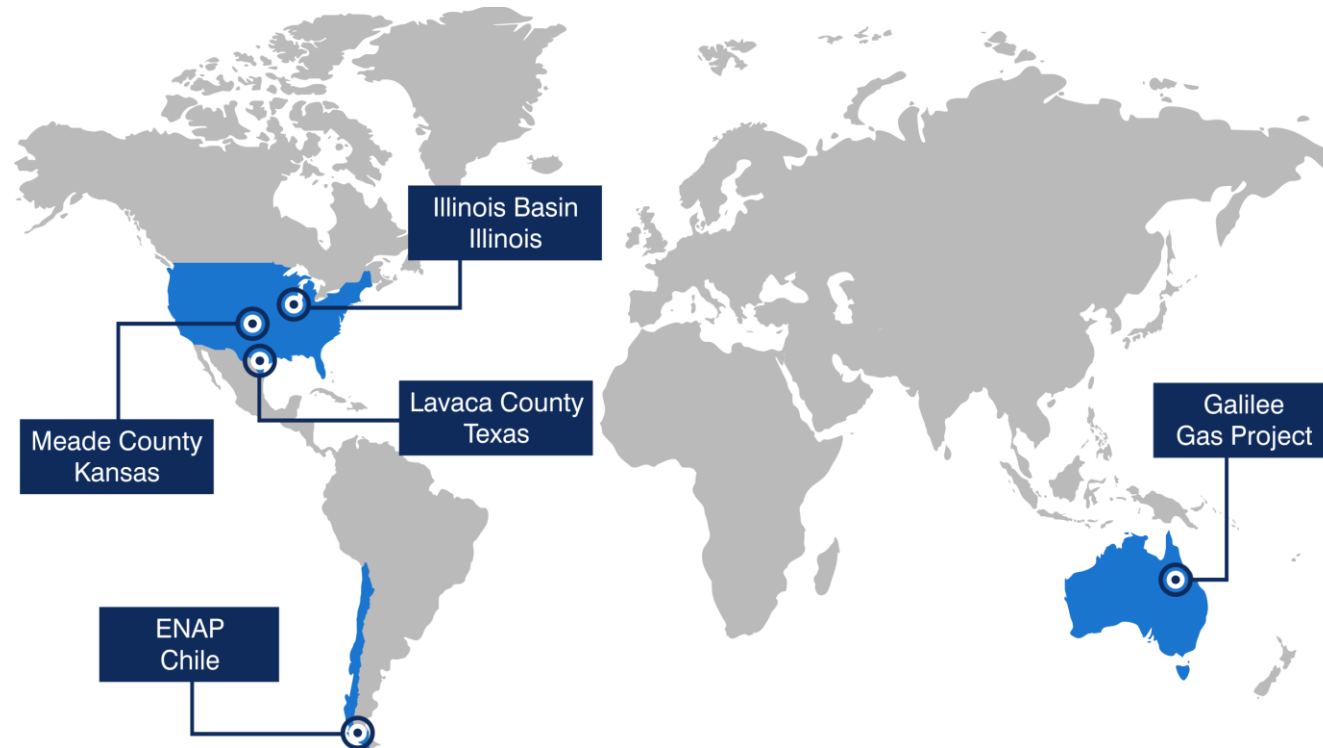 Illinois Basin
Illinois
Lavaca County
Texas
Meade County
Kansas
Galilee
Gas Project
ENAP
Chile